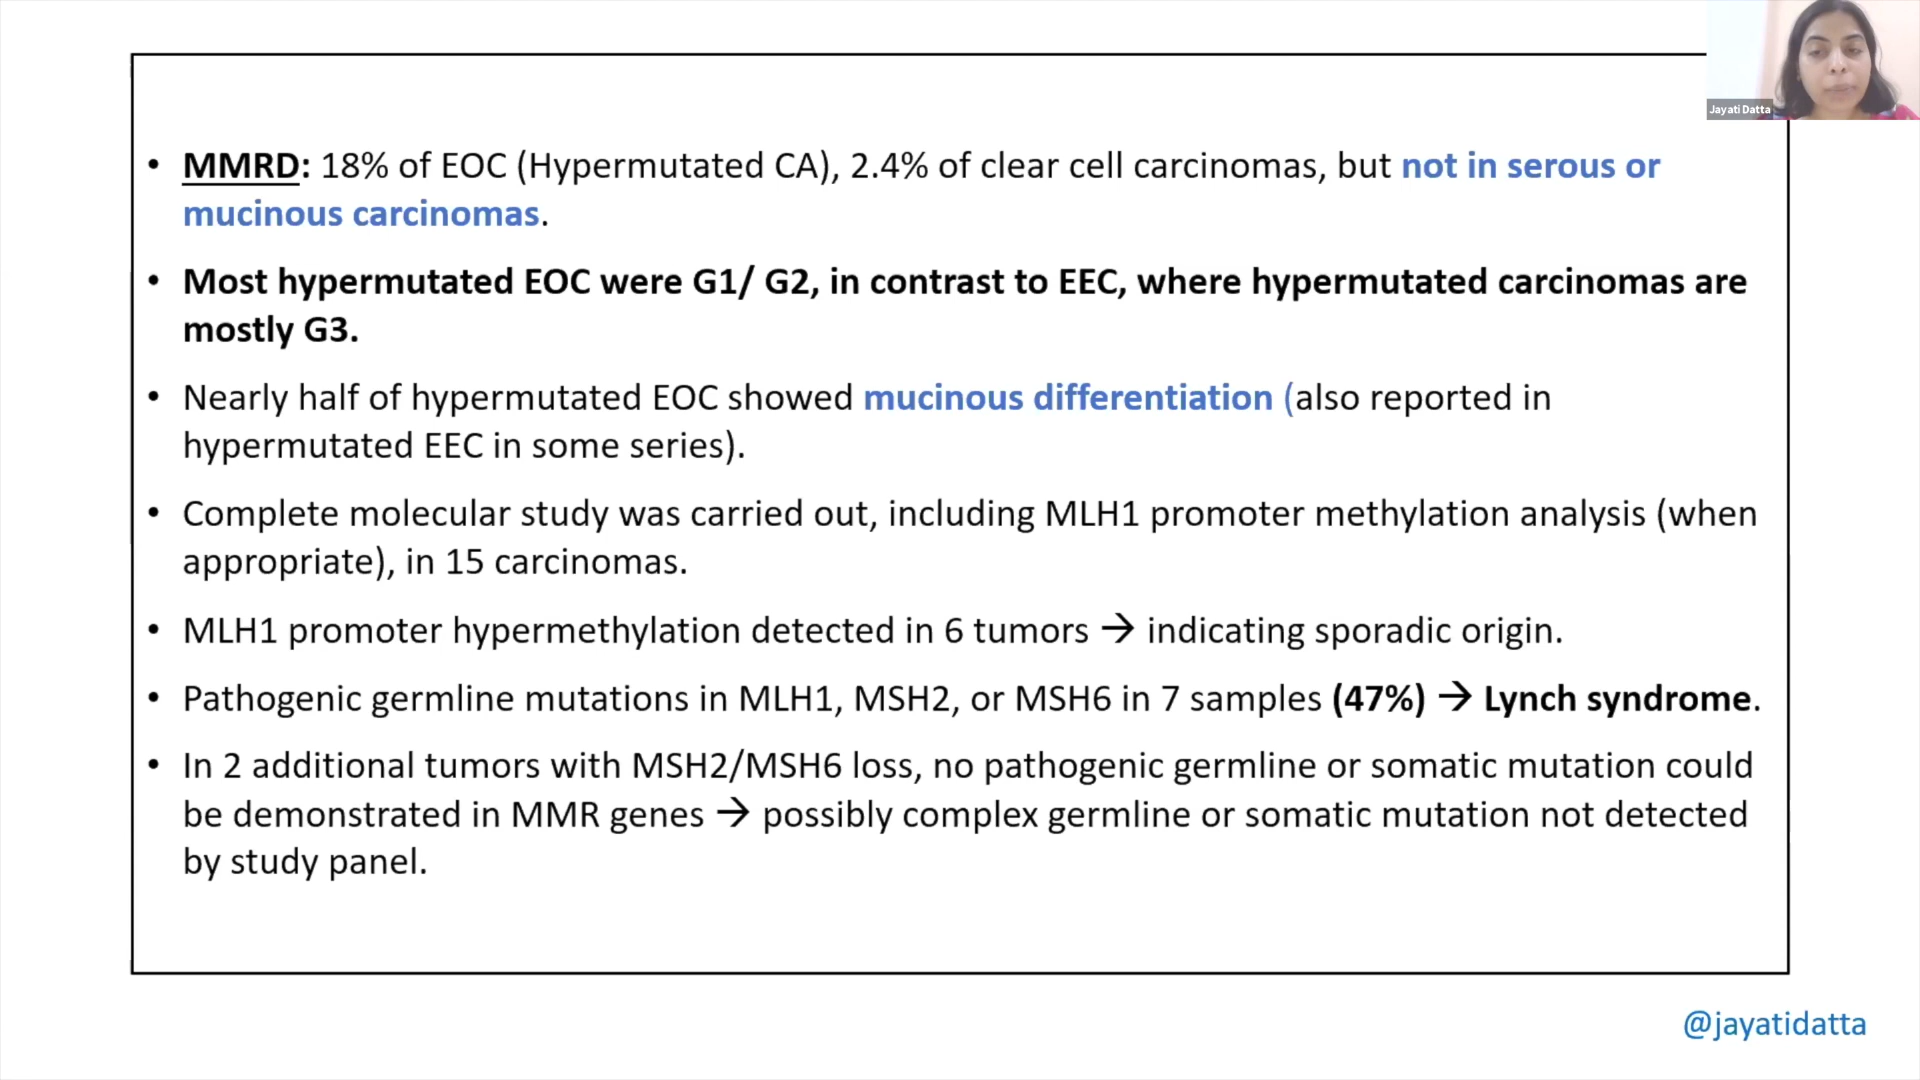 Jayati Datta
• MMRD: 18% of EOC (Hypermutated CA), 2.4% of clear cell carcinomas, but not in serous or
mucinous carcinomas.
• Most hypermutated EOC were G1/ G2, in contrast to EEC, where hypermutated carcinomas are
mostly G3.
• Nearly half of hypermutated EOC showed mucinous differentiation (also reported in
hypermutated EEC in some series).
• Complete molecular study was carried out, including MLH1 promoter methylation analysis (when
appropriate), in 15 carcinomas.
• MLH1 promoter hypermethylation detected in 6 tumors → indicating sporadic origin.
• Pathogenic germline mutations in MLH1, MSH2, or MSH6 in 7 samples (47%) → Lynch syndrome.
• In 2 additional tumors with MSH2/MSH6 loss, no pathogenic germline or somatic mutation could
be demonstrated in MMR genes → possibly complex germline or somatic mutation not detected
by study panel.
@jayatidatta